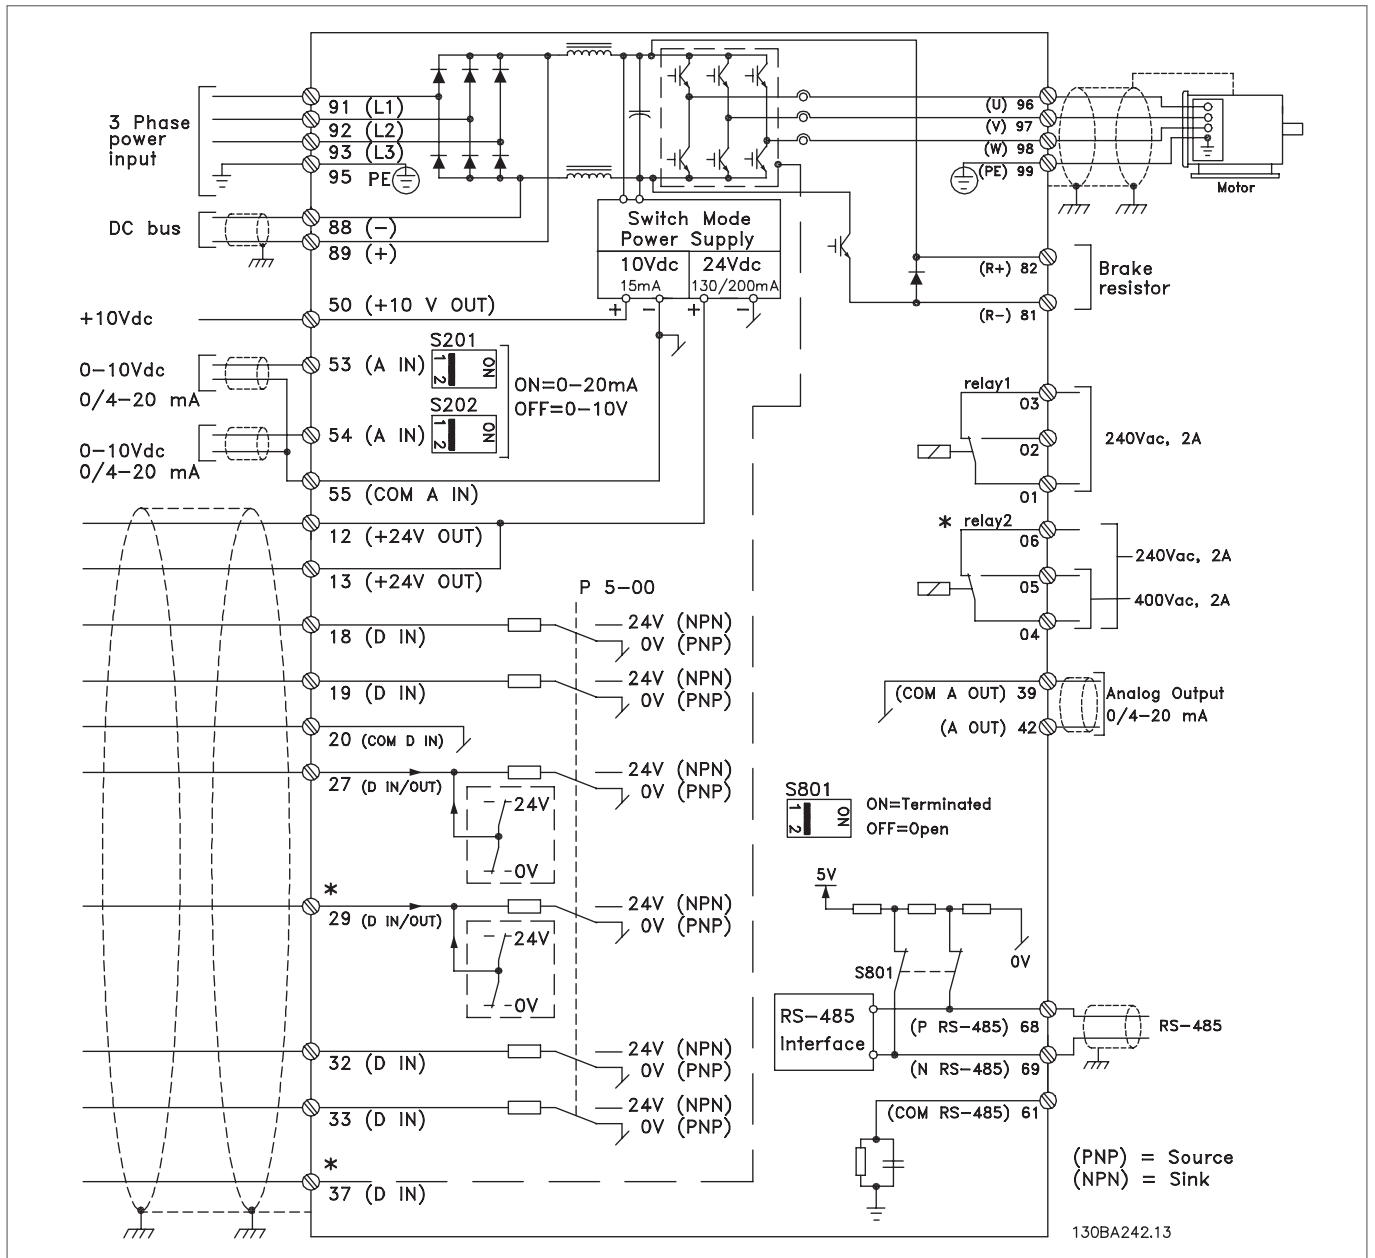 3 Phase
power
input
91 (L1)
92 (L2)
93 (L3)
95 PE
DC bus
88 (−)
89 (+)
+10Vdc
50 (+10 V OUT)
0−10Vdc
0/4−20 mA
53 (A IN)
S201
1
2
ON
ON=0−20mA
OFF=0−10V
0−10Vdc
0/4−20 mA
54 (A IN)
S202
1
2
ON
55 (COM A IN)
12 (+24V OUT)
13 (+24V OUT)
Switch Mode
Power Supply
10Vdc
15mA
24Vdc
130/200mA
+ − + −
P 5-00
18 (D IN)
24V (NPN)
0V (PNP)
19 (D IN)
24V (NPN)
0V (PNP)
20 (COM D IN)
27 (D IN/OUT)
24V (NPN)
0V (PNP)
24V
0V
*
29 (D IN/OUT)
24V (NPN)
0V (PNP)
24V
0V
32 (D IN)
24V (NPN)
0V (PNP)
33 (D IN)
24V (NPN)
0V (PNP)
*
37 (D IN)
(U) 96
(V) 97
(W) 98
(PE) 99
Motor
(R+) 82
(R−) 81
Brake
resistor
relay1
03
02
01
240Vac, 2A
* relay2
06
05
04
240Vac, 2A
400Vac, 2A
(COM A OUT) 39
(A OUT) 42
Analog Output
0/4−20 mA
S801
1
2
ON
ON=Terminated
OFF=Open
5V
0V
S801
RS−485
Interface
(P RS−485) 68
(N RS−485) 69
RS−485
(COM RS−485) 61
(PNP) = Source
(NPN) = Sink
130BA242.13